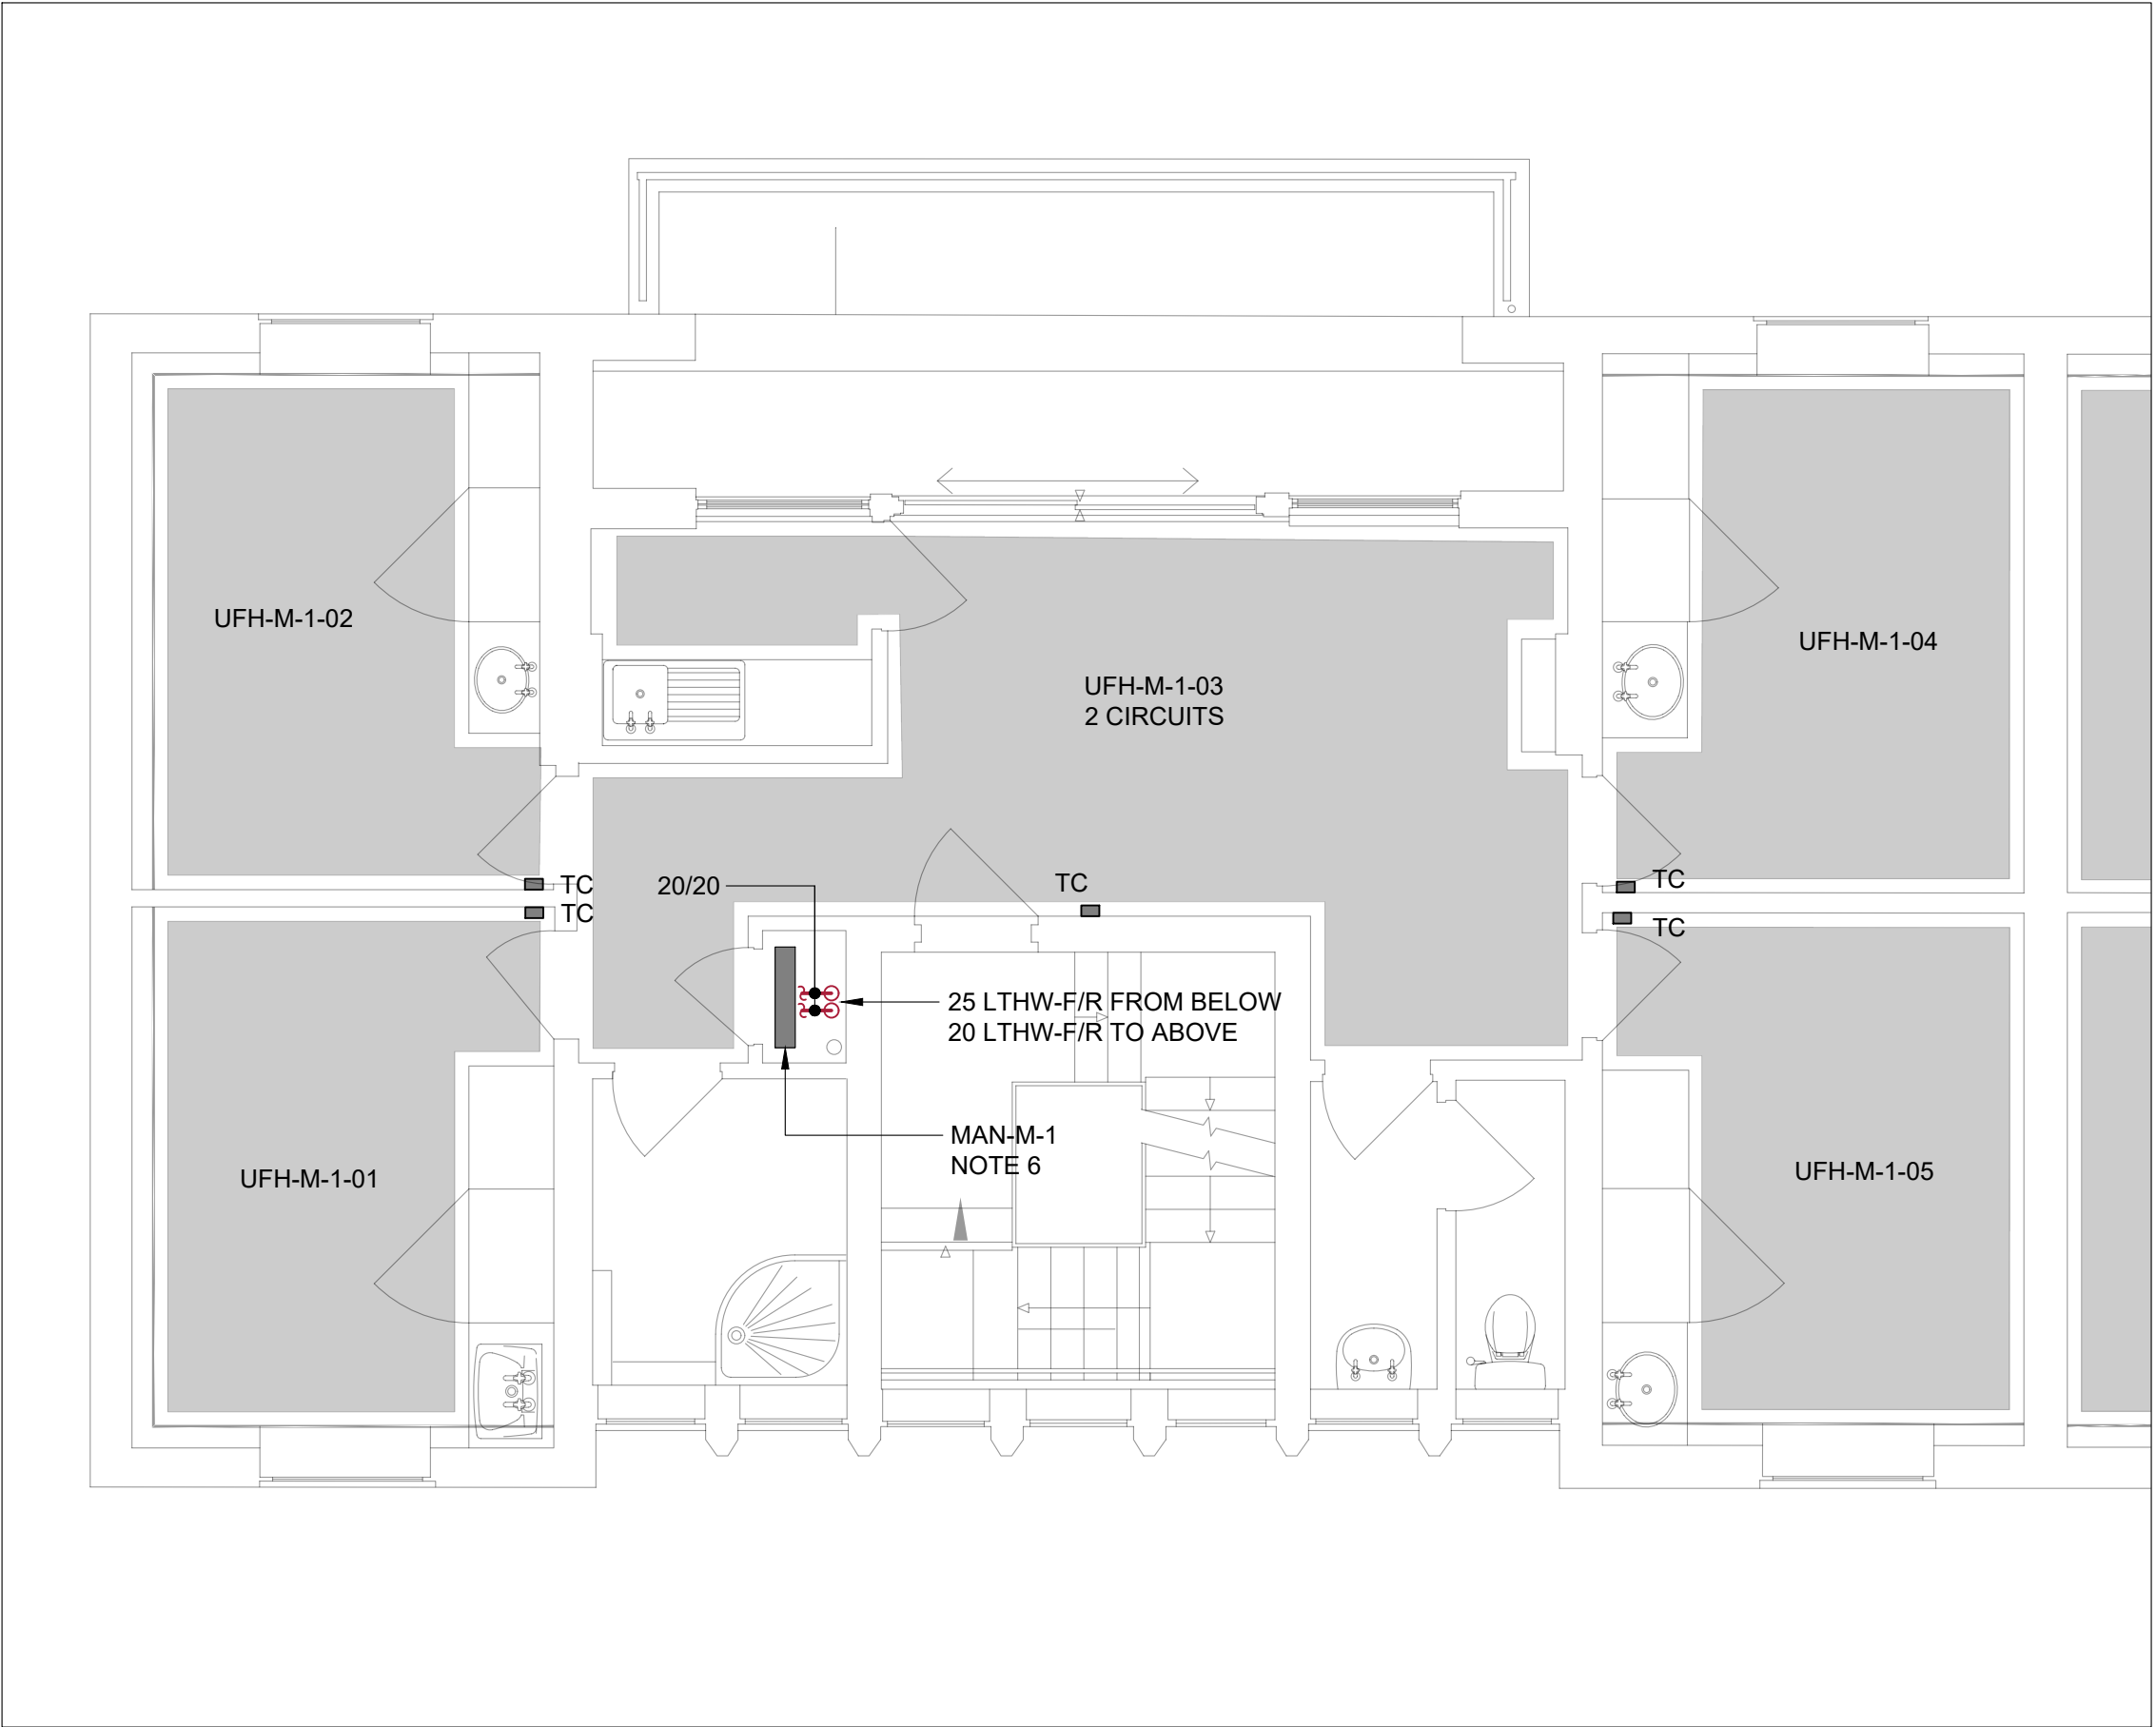 UFH-M-1-02
UFH-M-1-04
UFH-M-1-03
2 CIRCUITS
TC
TC
20/20
TC
TC
TC
25 LTHW-F/R FROM BELOW
20 LTHW-F/R TO ABOVE
MAN-M-1
NOTE 6
UFH-M-1-01
UFH-M-1-05